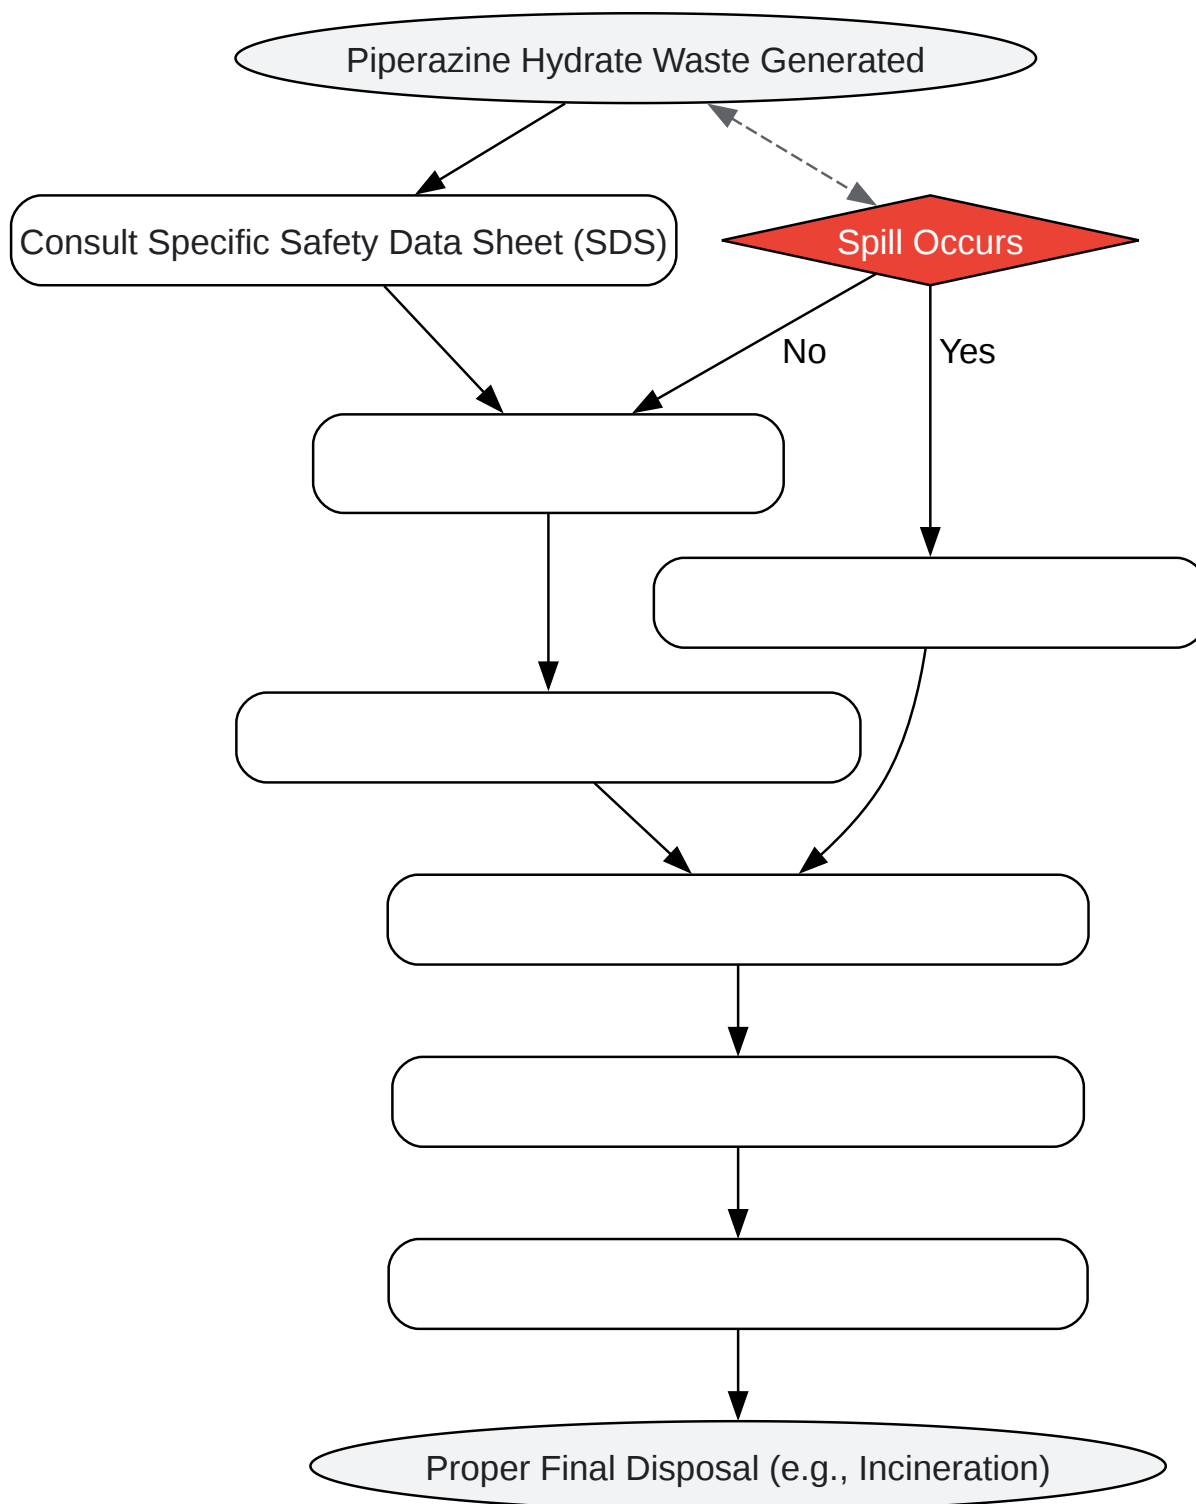 Piperazine Hydrate Waste Generated
Consult Specific Safety Data Sheet (SDS)
Spill Occurs
No
Yes
Proper Final Disposal (e.g., Incineration)